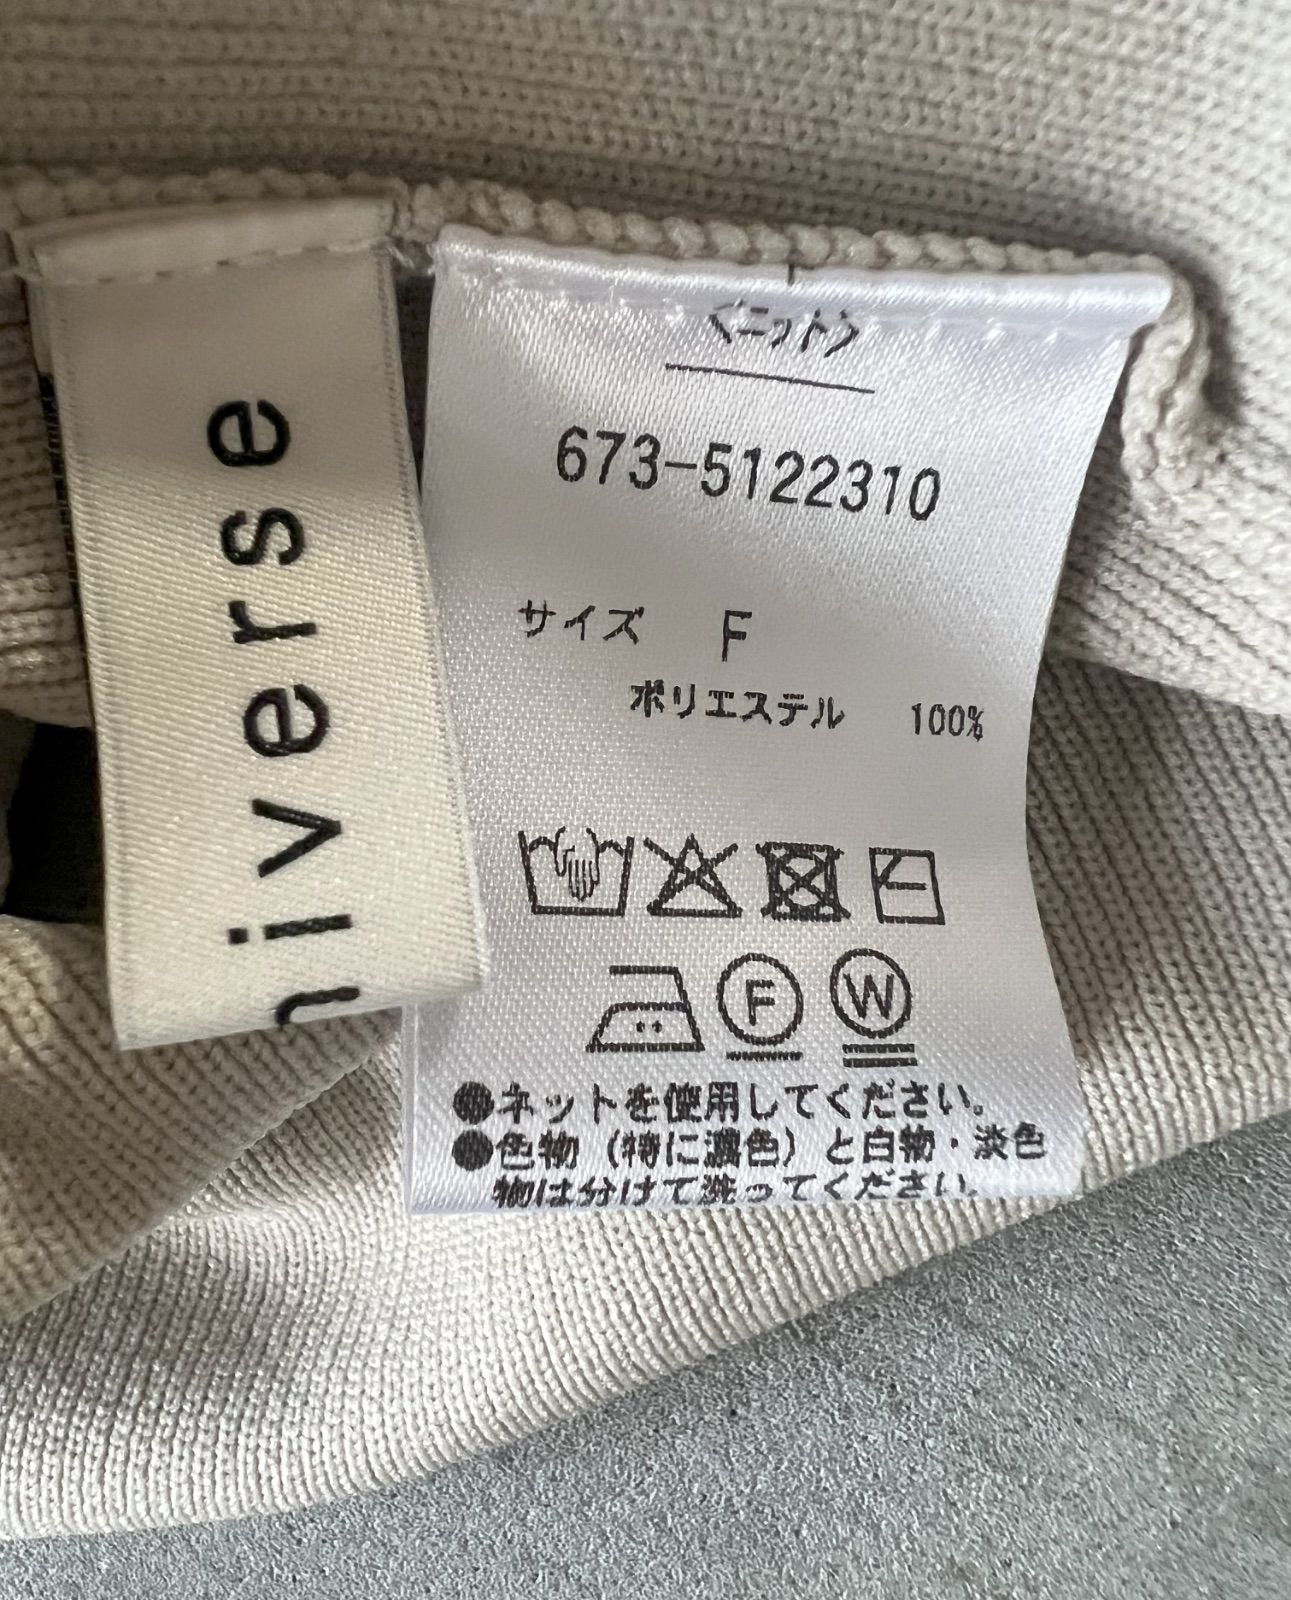 niverse
〈ニット〉
673-5122310
サイズ F
ポリエステル 100%
F W
●ネットを使用してください。
●色物（特に濃色）と白物・淡色
物は分けて洗ってください。